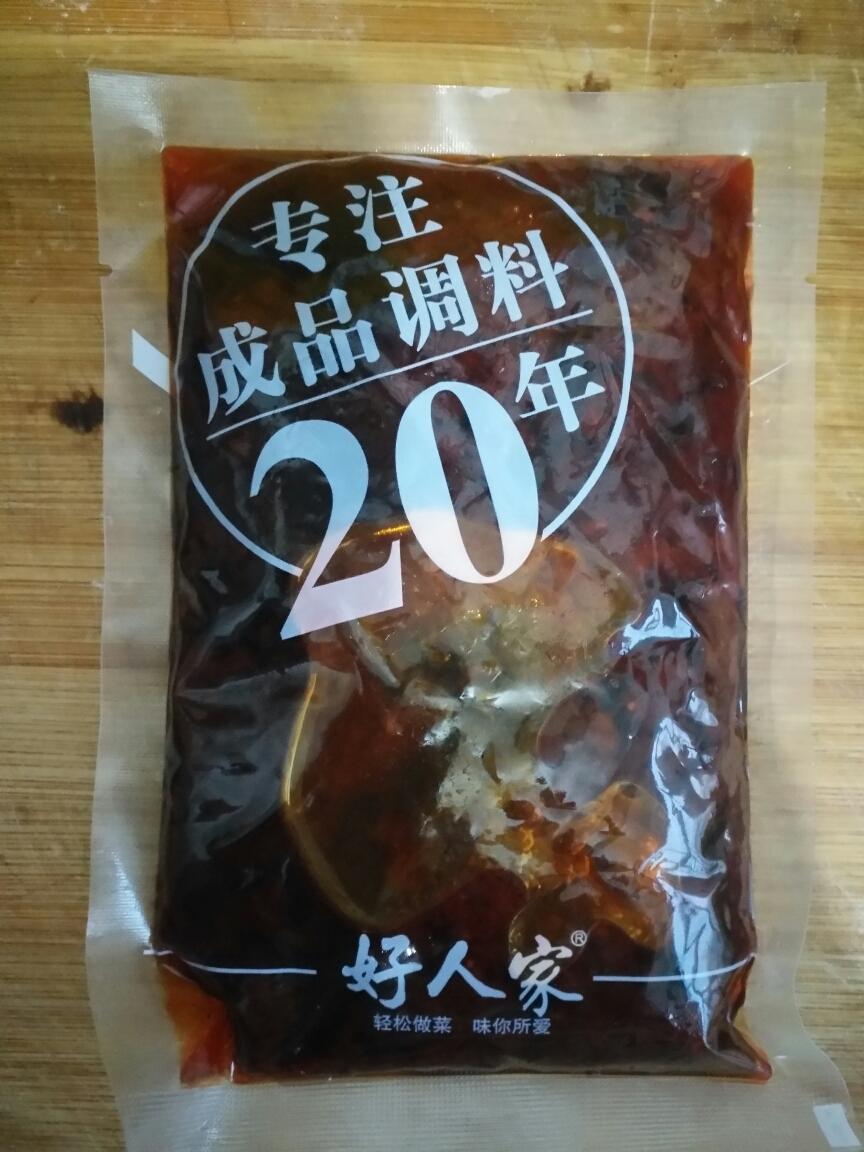 专注
成品调料
20年
好人家®
轻松做菜 味你所爱